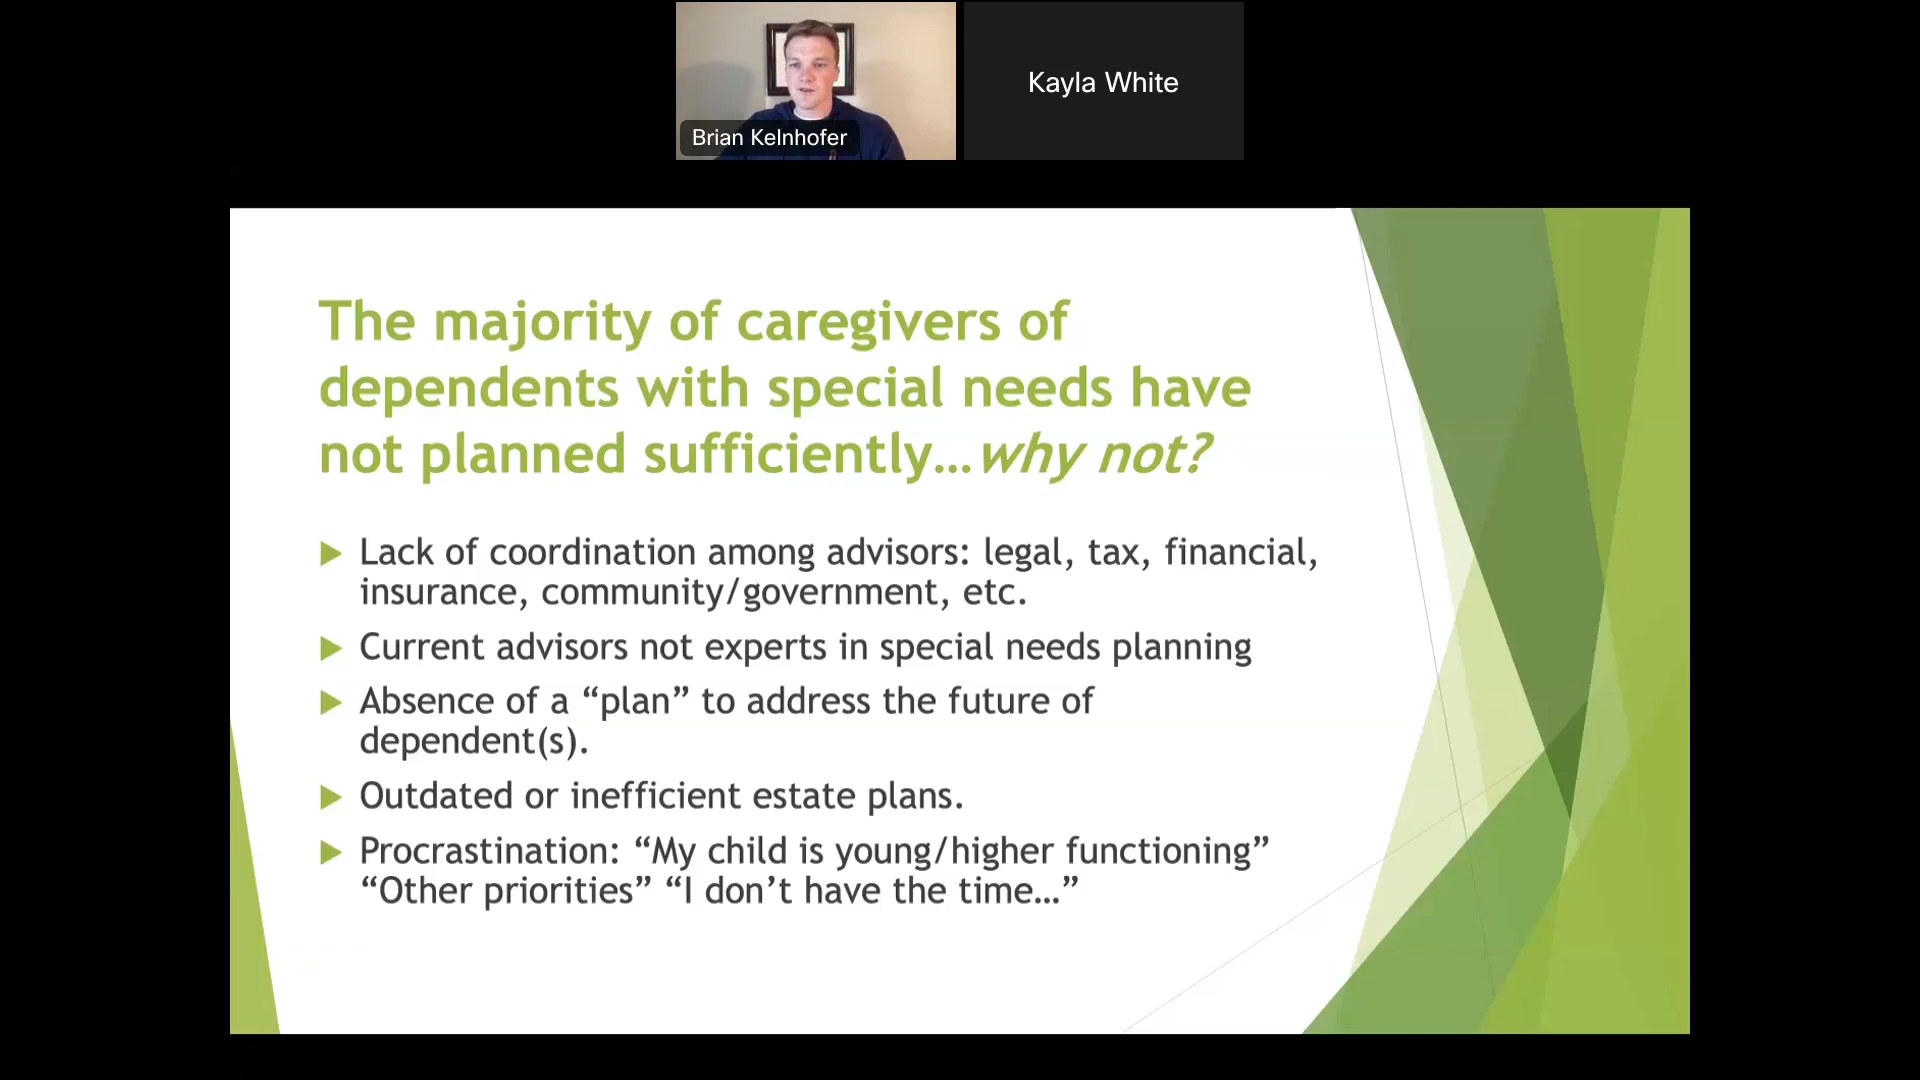 Brian Kelnhofer
Kayla White
The majority of caregivers of
dependents with special needs have
not planned sufficiently…why not?
Lack of coordination among advisors: legal, tax, financial,
insurance, community/government, etc.
Current advisors not experts in special needs planning
Absence of a “plan” to address the future of
dependent(s).
Outdated or inefficient estate plans.
Procrastination: “My child is young/higher functioning”
“Other priorities” “I don’t have the time…”